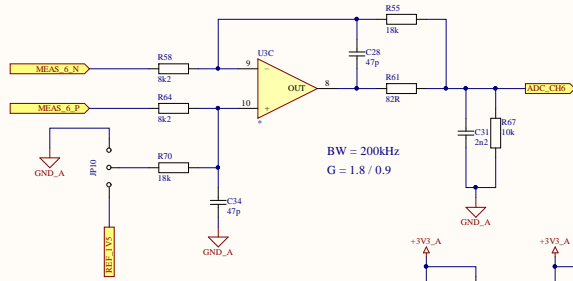 R55
18k
R58
8k2
U3C
C28
47p
R61
82R
MEAS_6_N
9
8
OUT
ADC_CH6
R64
8k2
MEAS_6_P
10
C31
2n2
R67
10k
JP10
R70
18k
GND_A
BW = 200kHz
G = 1.8 / 0.9
C34
47p
GND_A
GND_A
REF_1V5
+3V3_A
+3V3_A